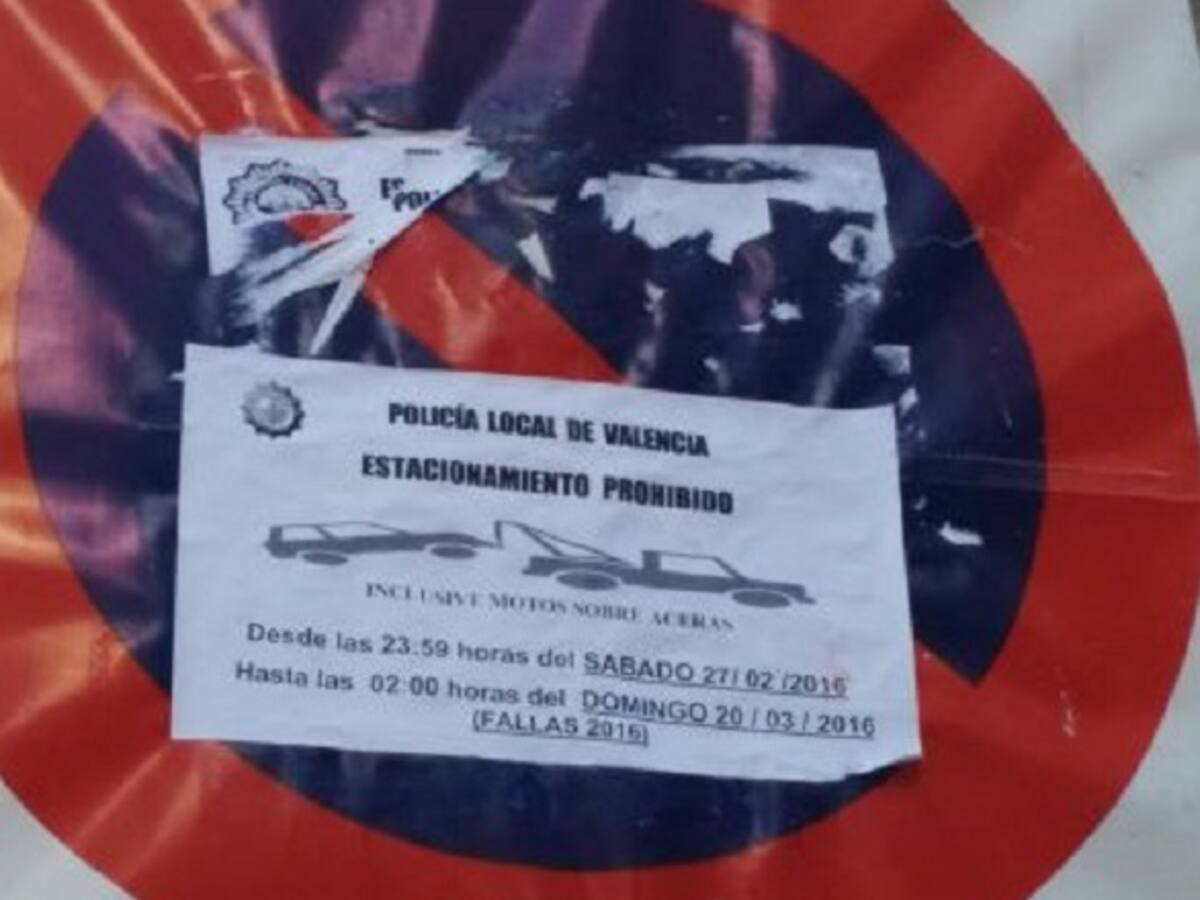 POLICÍA LOCAL DE VALENCIA
ESTACIONAMIENTO PROHIBIDO
INCLUSIVE MOTOS SOBRE ACERAS
Desde las 23:59 horas del SABADO 27/ 02 /2016
Hasta las 02:00 horas del DOMINGO 20 / 03 / 2016
(FALLAS 2016)